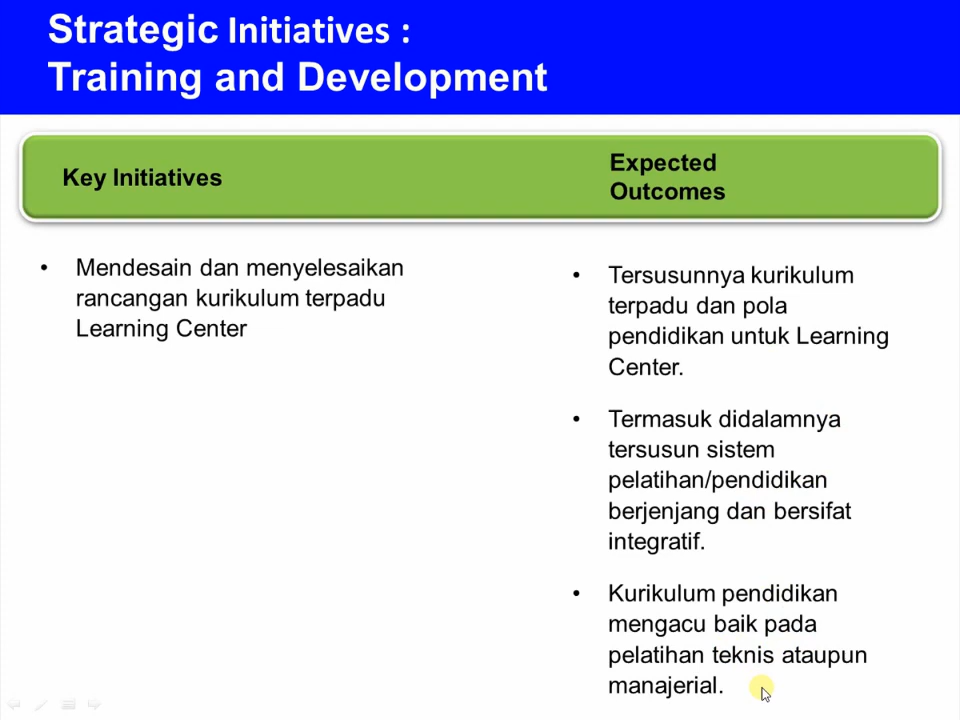 Strategic Initiatives :
Training and Development
Key Initiatives
Expected
Outcomes
• Mendesain dan menyelesaikan
rancangan kurikulum terpadu
Learning Center
• Tersusunnya kurikulum
terpadu dan pola
pendidikan untuk Learning
Center.
• Termasuk didalamnya
tersusun sistem
pelatihan/pendidikan
berjenjang dan bersifat
integratif.
• Kurikulum pendidikan
mengacu baik pada
pelatihan teknis ataupun
manajerial.